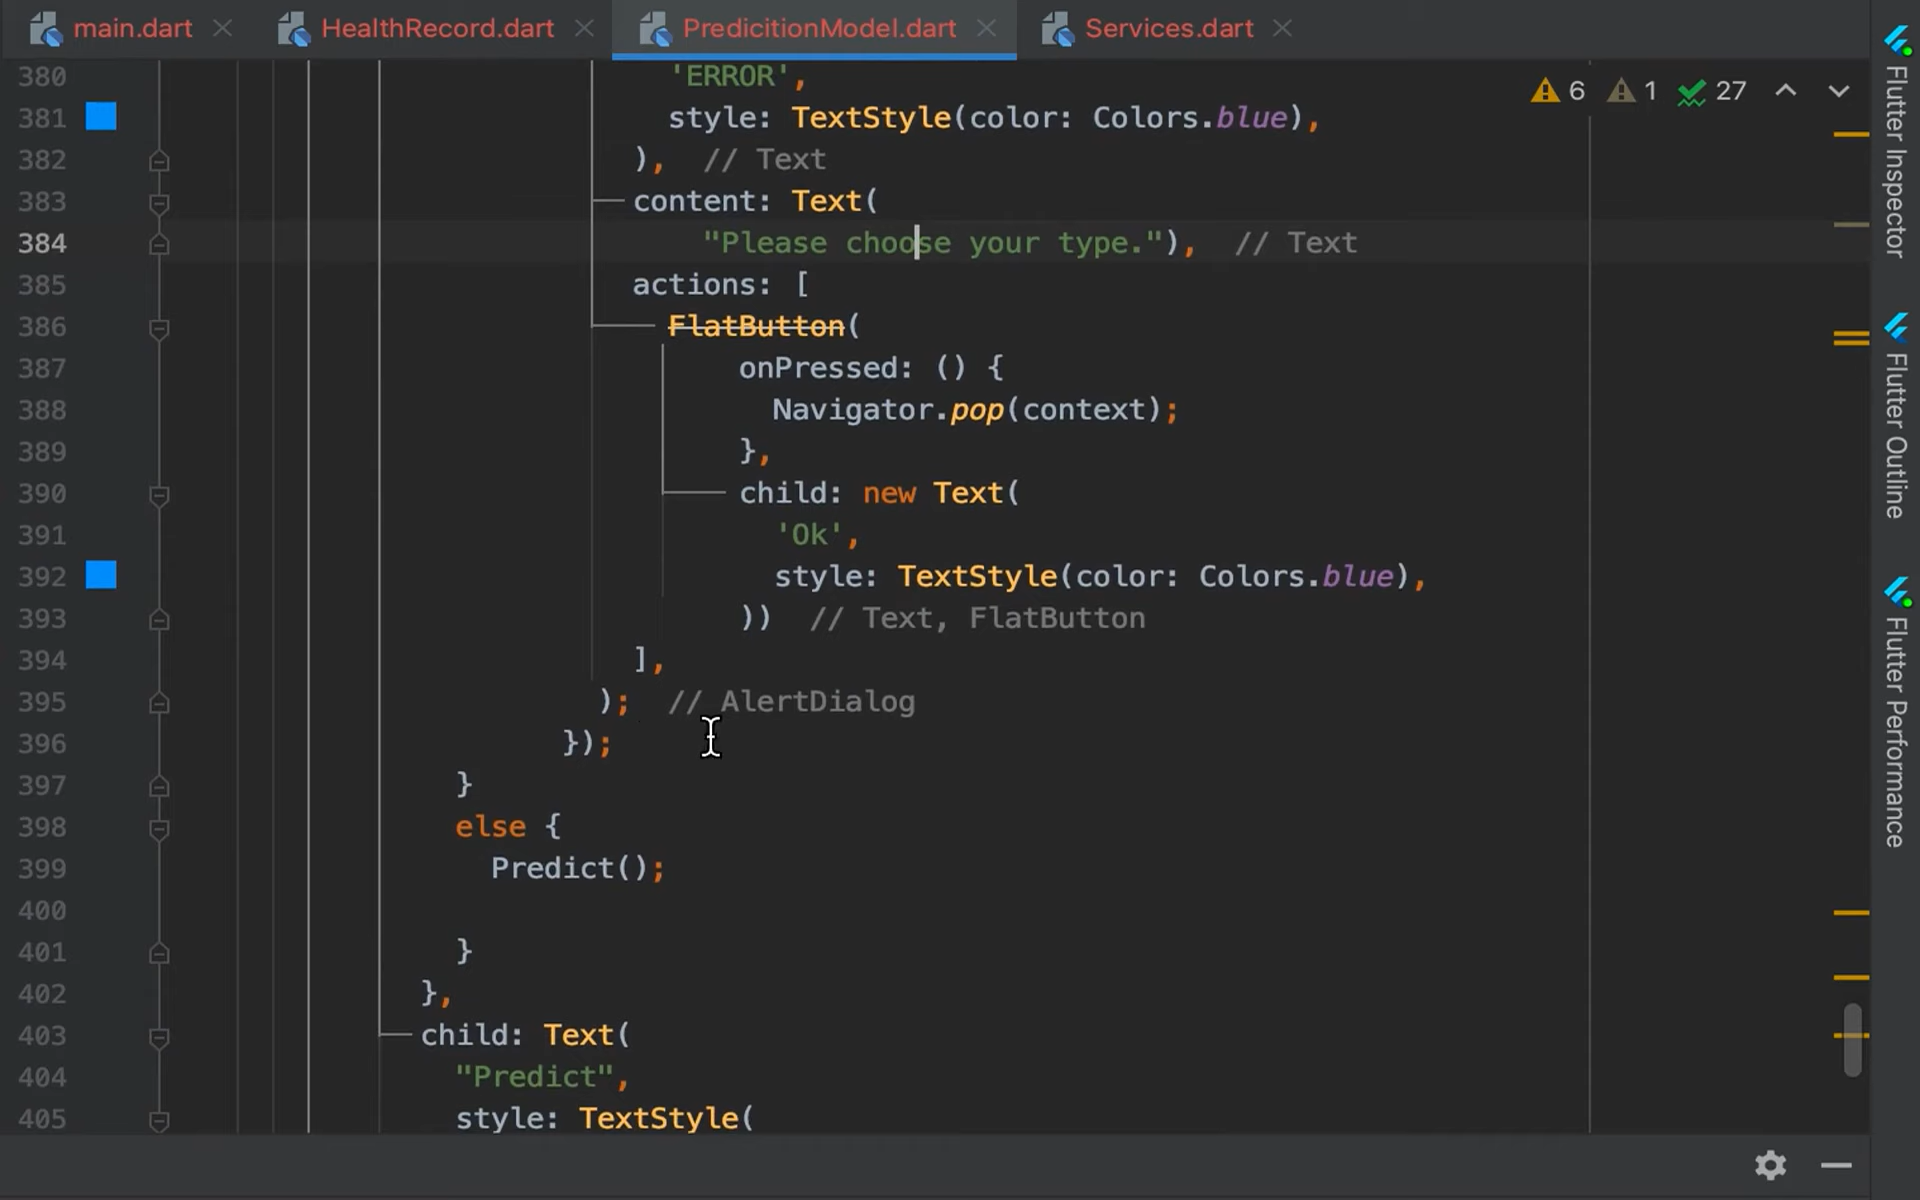 main.dart
HealthRecord.dart
PredicitionModel.dart
Services.dart
6 1 27
380 'ERROR',
381 style: TextStyle(color: Colors.blue),
382 ), // Text
383 content: Text(
384 "Please choose your type."), // Text
385 actions: [
386 FlatButton(
387 onPressed: () {
388 Navigator.pop(context);
389 },
390 child: new Text(
391 'Ok',
392 style: TextStyle(color: Colors.blue),
393 )) // Text, FlatButton
394 ],
395 ); // AlertDialog
396 });
397 }
398 else {
399 Predict();
400
401 }
402 },
403 child: Text(
404 "Predict",
405 style: TextStyle(
Flutter Inspector
Flutter Outline
Flutter Performance